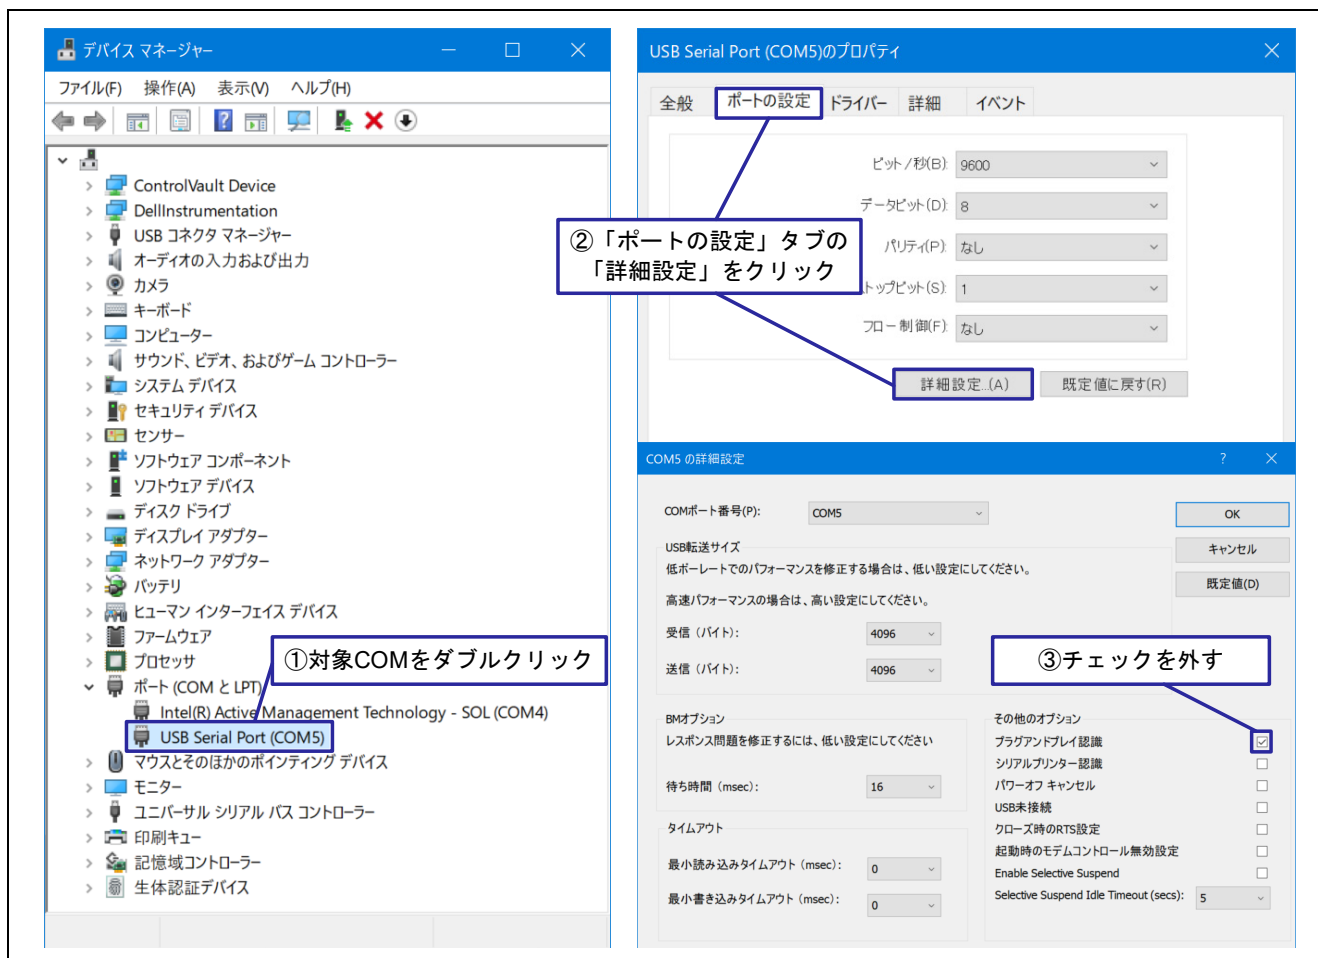 デバイス マネージャー
ファイル(F) 操作(A) 表示(V) ヘルプ(H)
ControlVault Device
DellInstrumentation
USB コネクタ マネージャー
オーディオの入力および出力
カメラ
キーボード
コンピューター
サウンド、ビデオ、およびゲーム コントローラー
システム デバイス
セキュリティ デバイス
センサー
ソフトウェア コンポーネント
ソフトウェア デバイス
ディスク ドライブ
ディスプレイ アダプター
ネットワーク アダプター
バッテリ
ヒューマン インターフェイス デバイス
ファームウェア
プロセッサ
①対象COMをダブルクリック
ポート (COM と LPT)
Intel(R) Active Management Technology - SOL (COM4)
USB Serial Port (COM5)
マウスとそのほかのポインティング デバイス
モニター
ユニバーサル シリアル バス コントローラー
印刷キュー
記憶域コントローラー
生体認証デバイス
USB Serial Port (COM5)のプロパティ
全般 ポートの設定 ドライバー 詳細 イベント
ビット/秒(B): 9600
データビット(D): 8
パリティ(P): なし
トップビット(S): 1
フロー制御(F): なし
②「ポートの設定」タブの
「詳細設定」をクリック
詳細設定...(A) 既定値に戻す(R)
COM5 の詳細設定 ?
COMポート番号(P): COM5
OK
キャンセル
既定値(D)
USB転送サイズ
低ボーレートでのパフォーマンスを修正する場合は、低い設定にしてください。
高速パフォーマンスの場合は、高い設定にしてください。
受信 (バイト): 4096
送信 (バイト): 4096
③チェックを外す
BMオプション
レスポンス問題を修正するには、低い設定にしてください
待ち時間 (msec): 16
タイムアウト
最小読み込みタイムアウト (msec): 0
最小書き込みタイムアウト (msec): 0
その他のオプション
プラグアンドプレイ認識
シリアルプリンター認識
パワーオフ キャンセル
USB未接続
クローズ時のRTS設定
起動時のモデムコントロール無効設定
Enable Selective Suspend
Selective Suspend Idle Timeout (secs): 5